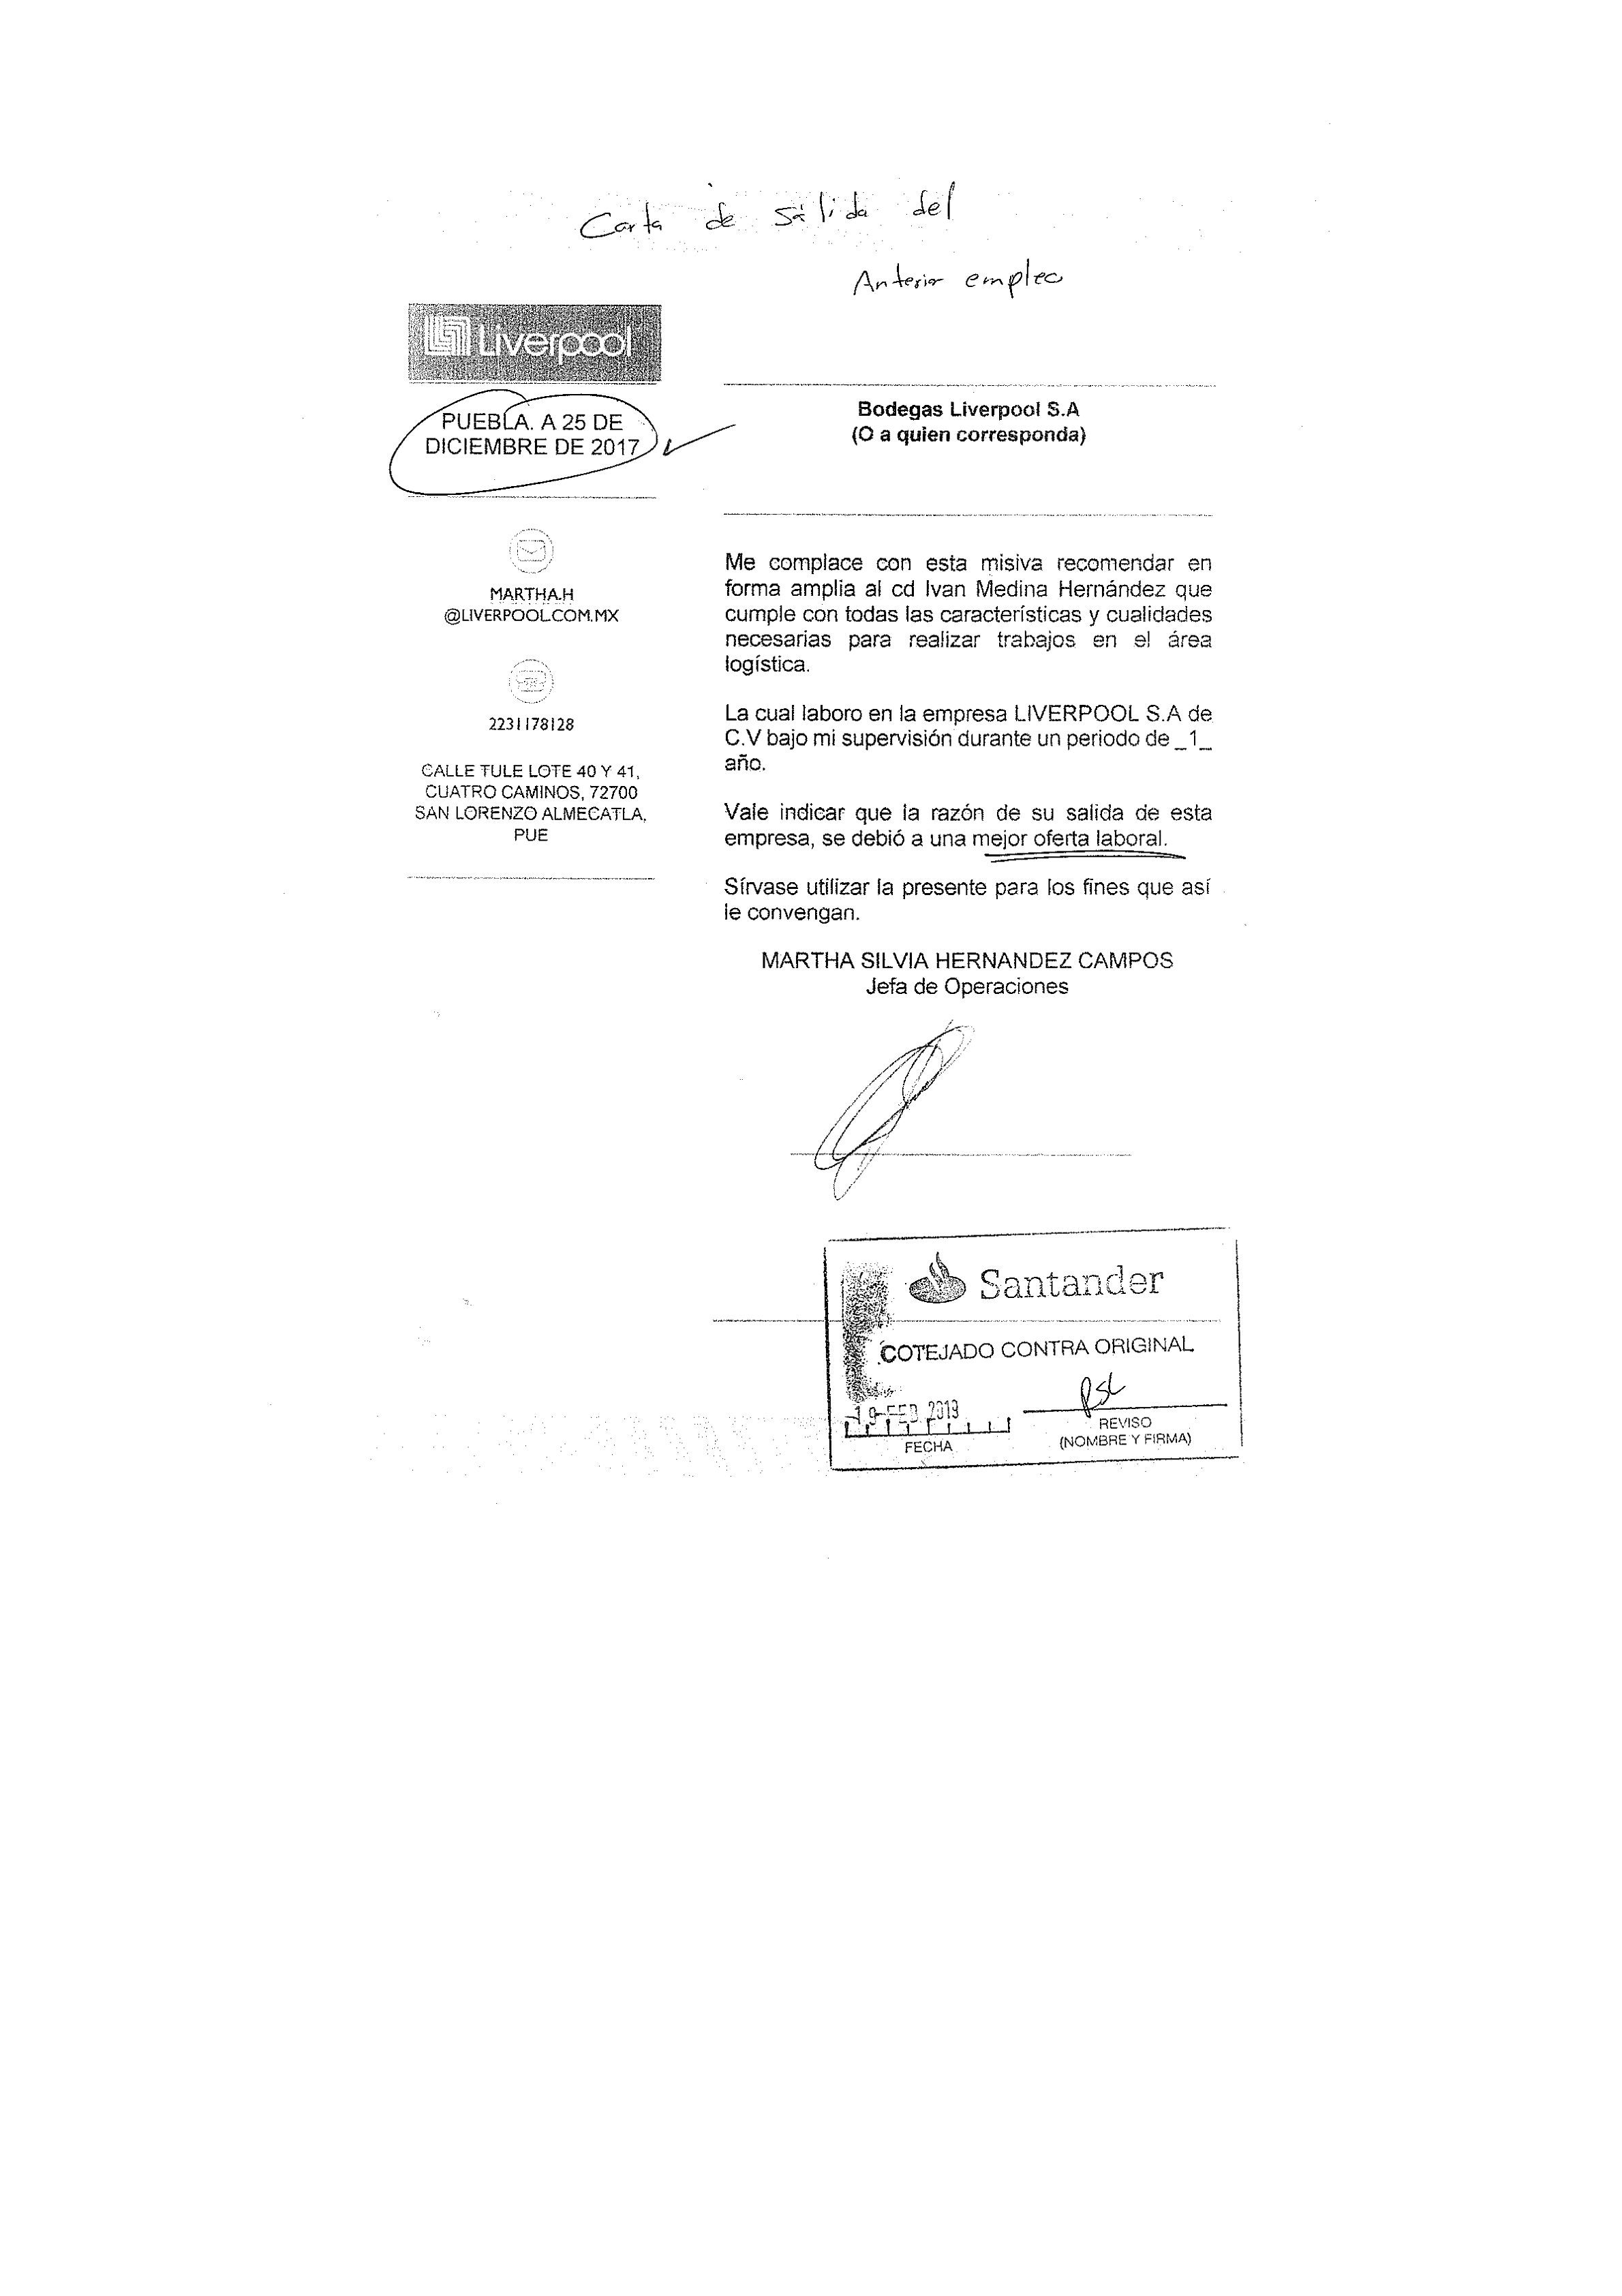 Carta de salida del
Anterior empleo
Liverpool
PUEBLA. A 25 DE
DICIEMBRE DE 2017
MARTHA.H
@LIVERPOOL.COM.MX
2231178128
CALLE TULE LOTE 40 Y 41,
CUATRO CAMINOS, 72700
SAN LORENZO ALMECATLA,
PUE
Bodegas Liverpool S.A
(O a quien corresponda)
Me complace con esta misiva recomendar en
forma amplia al cd Ivan Medina Hernández que
cumple con todas las características y cualidades
necesarias para realizar trabajos en el área
logística.
La cual laboro en la empresa LIVERPOOL S.A de
C.V bajo mi supervisión durante un periodo de _1_
año.
Vale indicar que la razón de su salida de esta
empresa, se debió a una mejor oferta laboral.
Sírvase utilizar la presente para los fines que así
le convengan.
MARTHA SILVIA HERNANDEZ CAMPOS
Jefa de Operaciones
Santander
COTEJADO CONTRA ORIGINAL
19 FEB. 2019
FECHA
REVISO
(NOMBRE Y FIRMA)